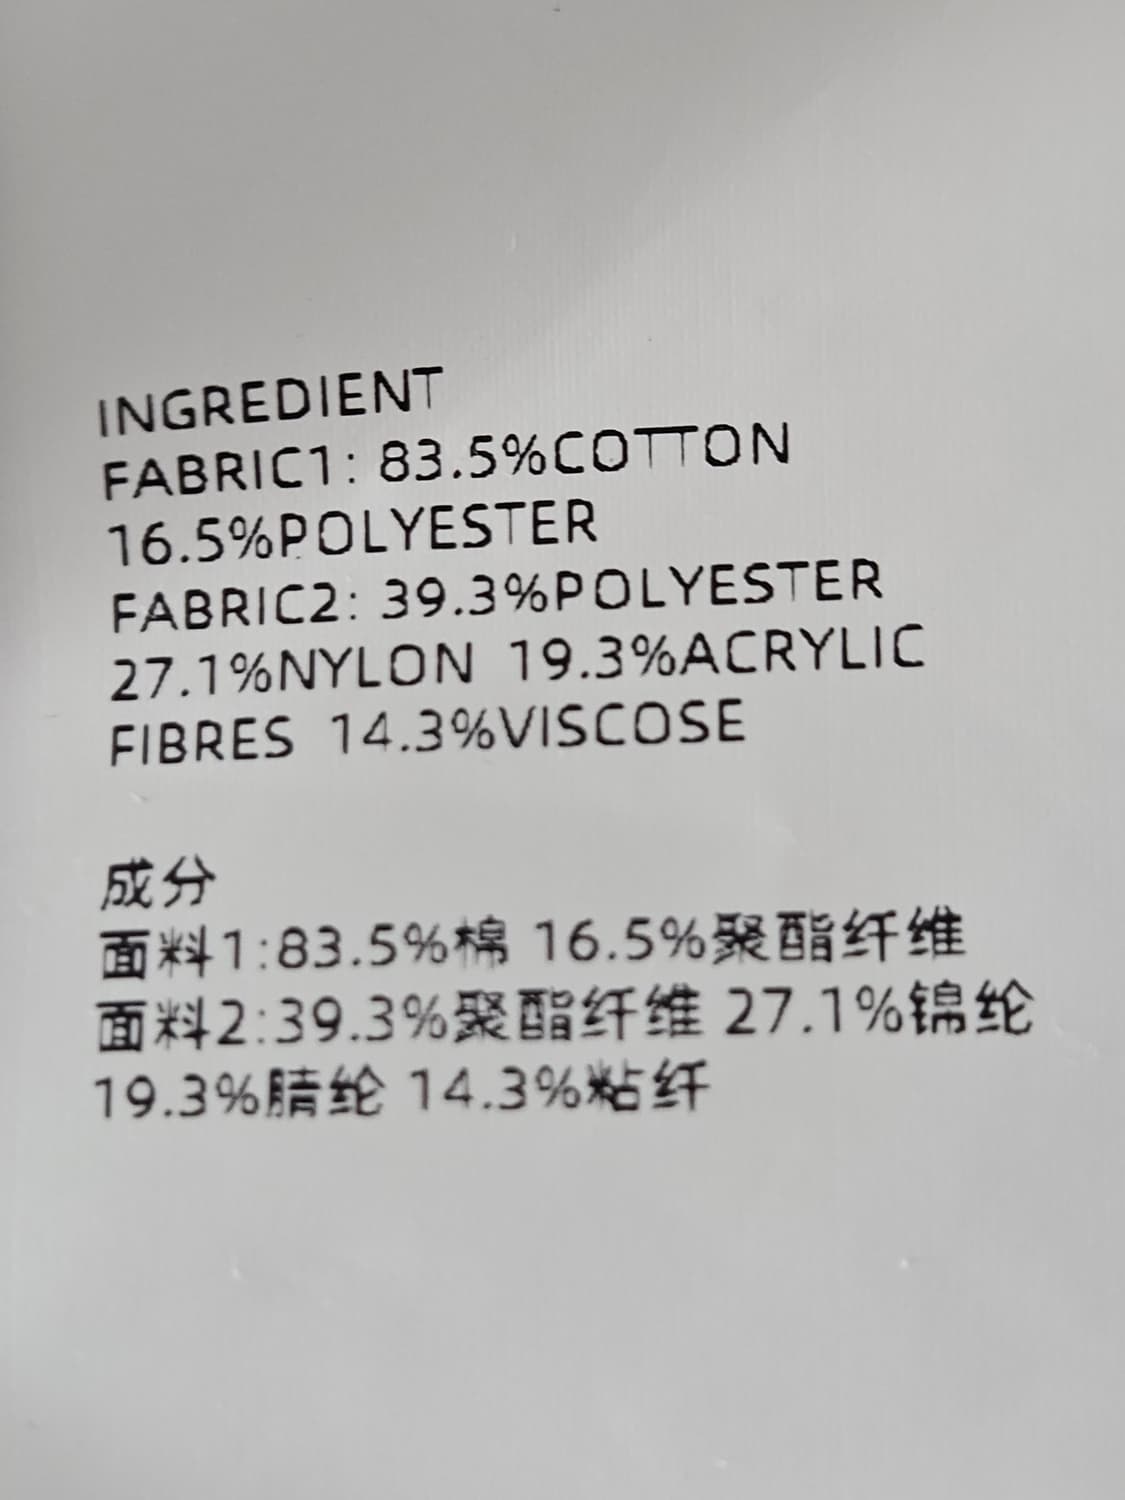 INGREDIENT
FABRIC1: 83.5%COTTON
16.5%POLYESTER
FABRIC2: 39.3%POLYESTER
27.1%NYLON 19.3%ACRYLIC
FIBRES 14.3%VISCOSE
成分
面料1:83.5%棉 16.5%聚酯纤维
面料2:39.3%聚酯纤维 27.1%锦纶
19.3%腈纶 14.3%粘纤